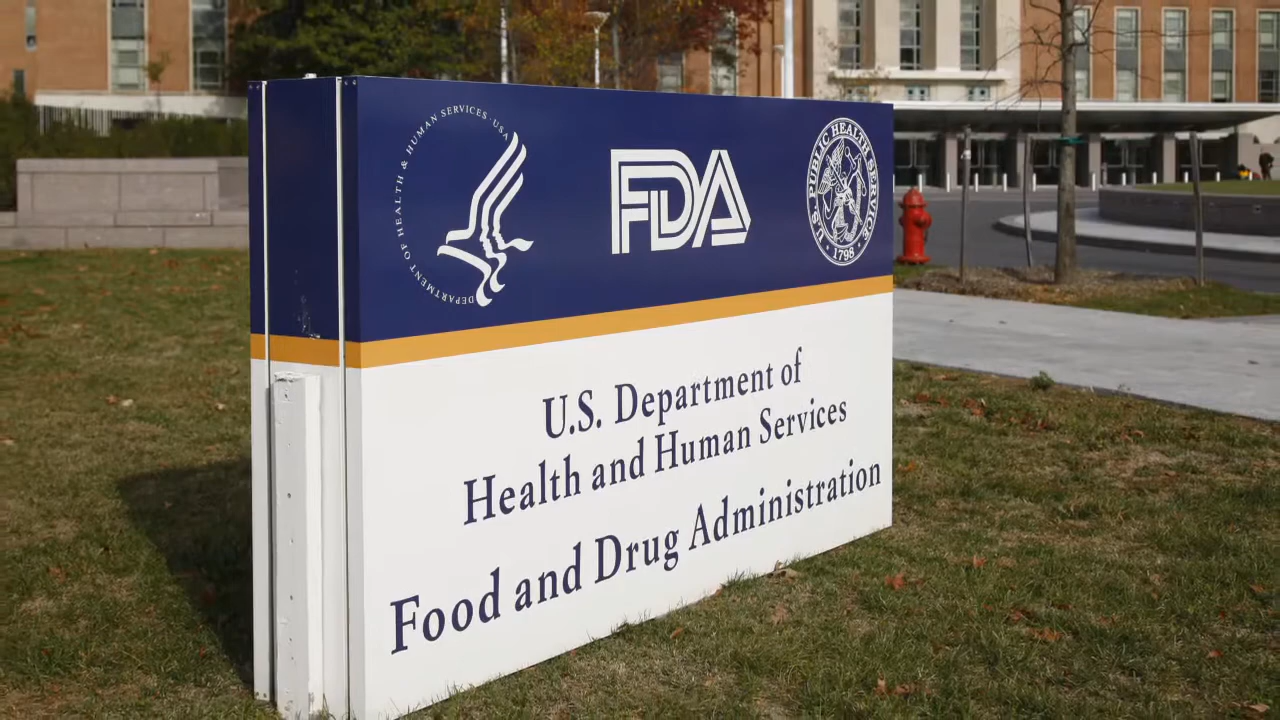 DEPARTMENT OF HEALTH & HUMAN SERVICES · USA
FDA
U.S. PUBLIC HEALTH SERVICE
· 1798 ·
U.S. Department of
Health and Human Services
Food and Drug Administration